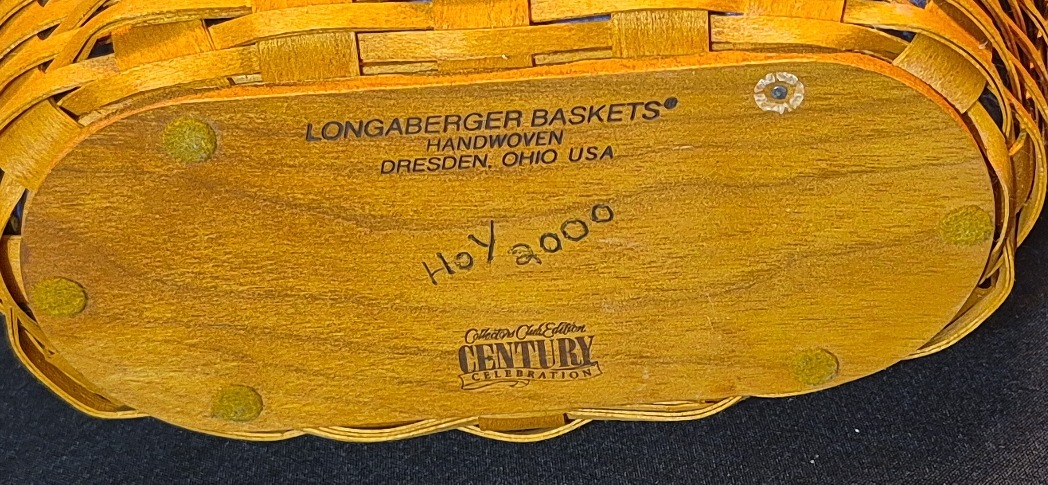 LONGABERGER BASKETS®
HANDWOVEN
DRESDEN, OHIO USA
HoY 2000
Collectors Club Edition
CENTURY
CELEBRATION